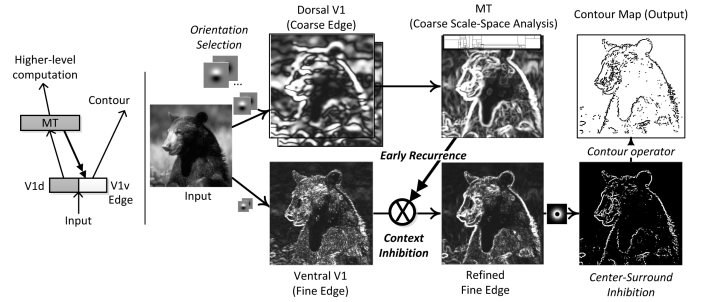 Higher-level
computation
Contour
MT
V1d
V1v
Edge
Input
Orientation
Selection
...
Input
Dorsal V1
(Coarse Edge)
MT
(Coarse Scale-Space Analysis)
Contour Map (Output)
Early Recurrence
Contour operator
X
Context
Inhibition
Ventral V1
(Fine Edge)
Refined
Fine Edge
Center-Surround
Inhibition